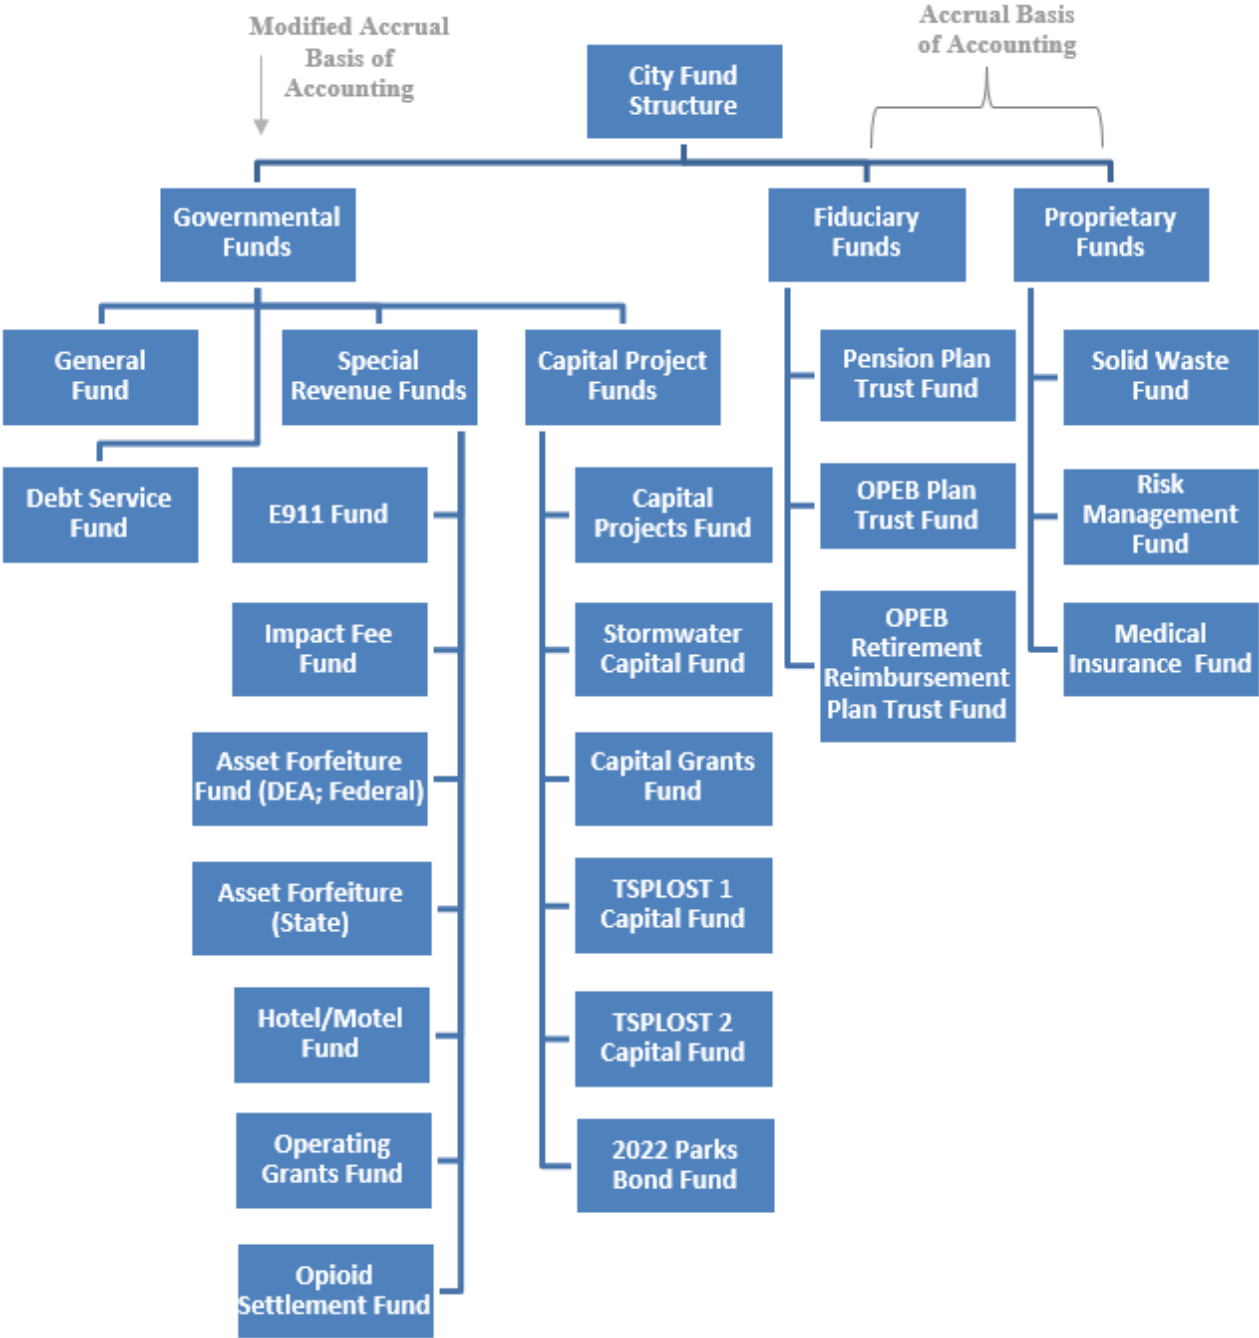 Modified Accrual
Basis of
Accounting
Accrual Basis
of Accounting
City Fund
Structure
Governmental
Funds
Fiduciary
Funds
Proprietary
Funds
General
Fund
Special
Revenue Funds
Capital Project
Funds
Debt Service
Fund
E911 Fund
Impact Fee
Fund
Asset Forfeiture
Fund (DEA; Federal)
Asset Forfeiture
(State)
Hotel/Motel
Fund
Operating
Grants Fund
Opioid
Settlement Fund
Capital
Projects Fund
Stormwater
Capital Fund
Capital Grants
Fund
TSPLOST 1
Capital Fund
TSPLOST 2
Capital Fund
2022 Parks
Bond Fund
Pension Plan
Trust Fund
OPEB Plan
Trust Fund
OPEB
Retirement
Reimbursement
Plan Trust Fund
Solid Waste
Fund
Risk
Management
Fund
Medical
Insurance Fund